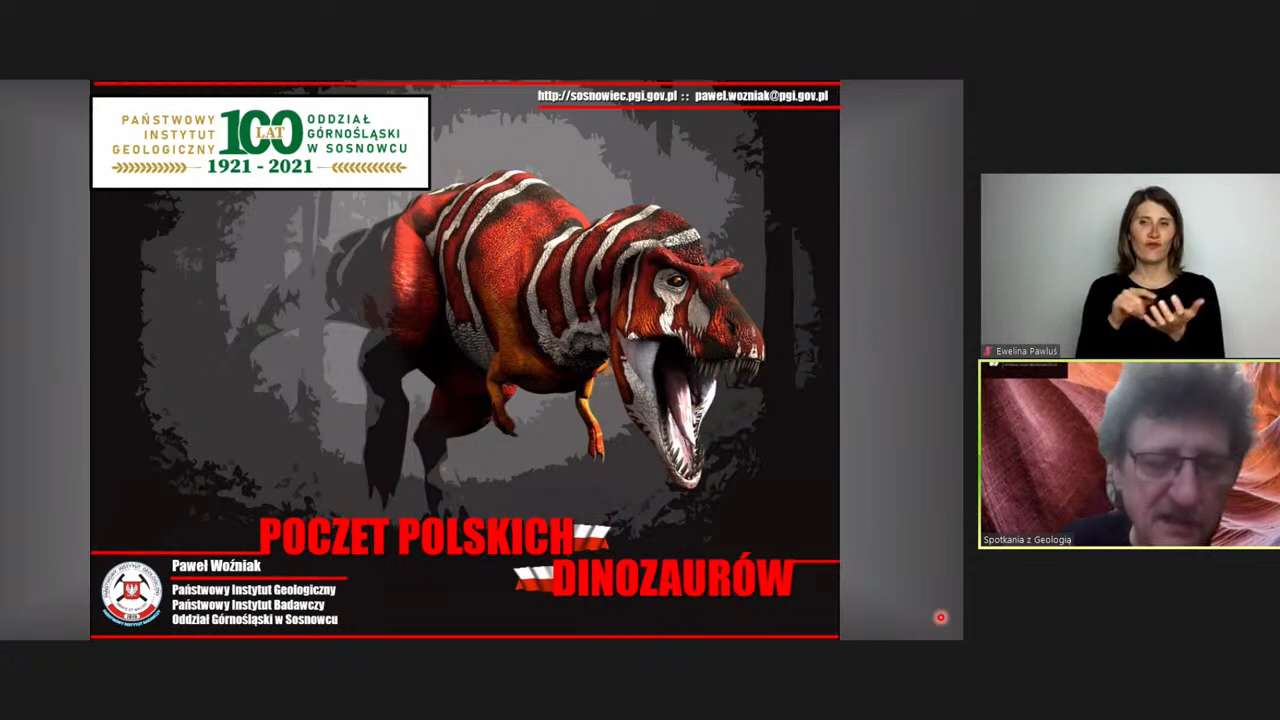 http://sosnowiec.pgi.gov.pl :: pawel.wozniak@pgi.gov.pl
PAŃSTWOWY
INSTYTUT
GEOLOGICZNY
100
LAT
ODDZIAŁ
GÓRNOŚLĄSKI
W SOSNOWCU
1921 - 2021
POCZET POLSKICH
DINOZAURÓW
Paweł Woźniak
Państwowy Instytut Geologiczny
Państwowy Instytut Badawczy
Oddział Górnośląski w Sosnowcu
Ewelina Pawluś
Spotkania z Geologią